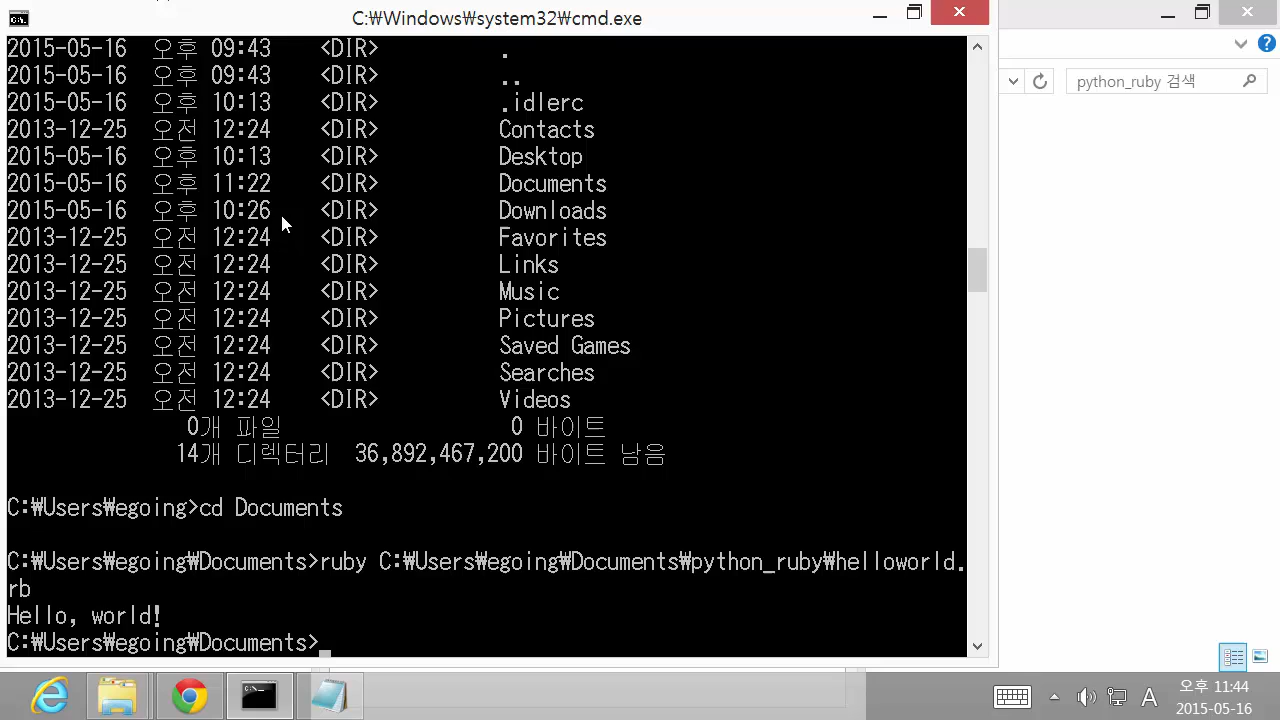 C:₩Windows₩system32₩cmd.exe
2015-05-16 오후 09:43 <DIR> .
2015-05-16 오후 09:43 <DIR> ..
2015-05-16 오후 10:13 <DIR> .idlerc
2013-12-25 오전 12:24 <DIR> Contacts
2015-05-16 오후 10:13 <DIR> Desktop
2015-05-16 오후 11:22 <DIR> Documents
2015-05-16 오후 10:26 <DIR> Downloads
2013-12-25 오전 12:24 <DIR> Favorites
2013-12-25 오전 12:24 <DIR> Links
2013-12-25 오전 12:24 <DIR> Music
2013-12-25 오전 12:24 <DIR> Pictures
2013-12-25 오전 12:24 <DIR> Saved Games
2013-12-25 오전 12:24 <DIR> Searches
2013-12-25 오전 12:24 <DIR> Videos
0개 파일 0 바이트
14개 디렉터리 36,892,467,200 바이트 남음
C:₩Users₩egoing>cd Documents
C:₩Users₩egoing₩Documents>ruby C:₩Users₩egoing₩Documents₩python_ruby₩helloworld.
rb
Hello, world!
C:₩Users₩egoing₩Documents>
python_ruby 검색
A
오후 11:44
2015-05-16